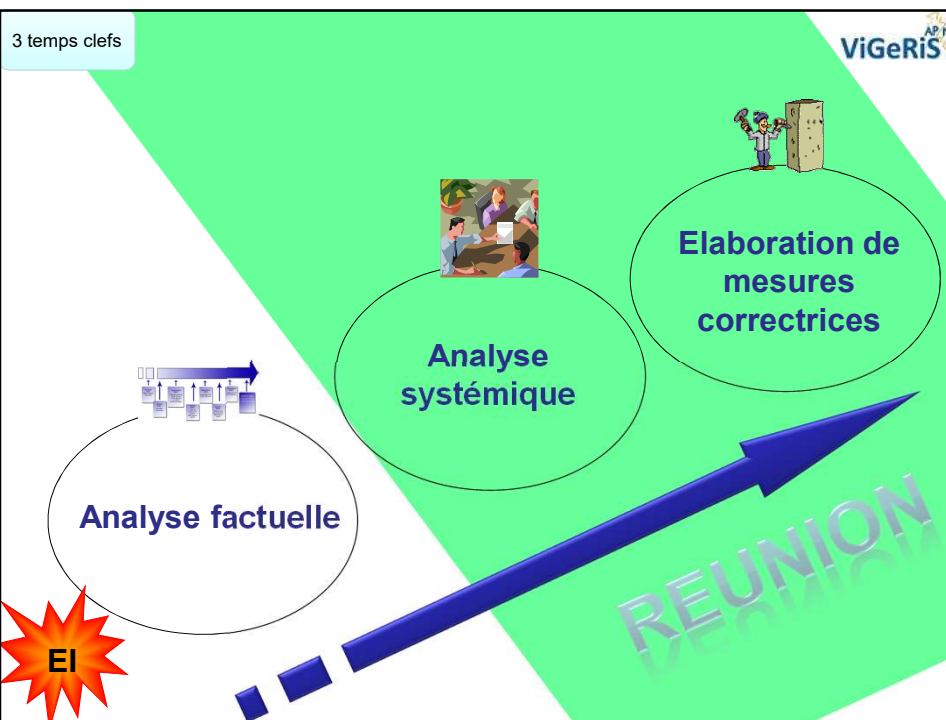 3 temps clefs
ViGeRiS
Elaboration de
mesures
correctrices
Analyse
systémique
Analyse factuelle
REUNION
EI